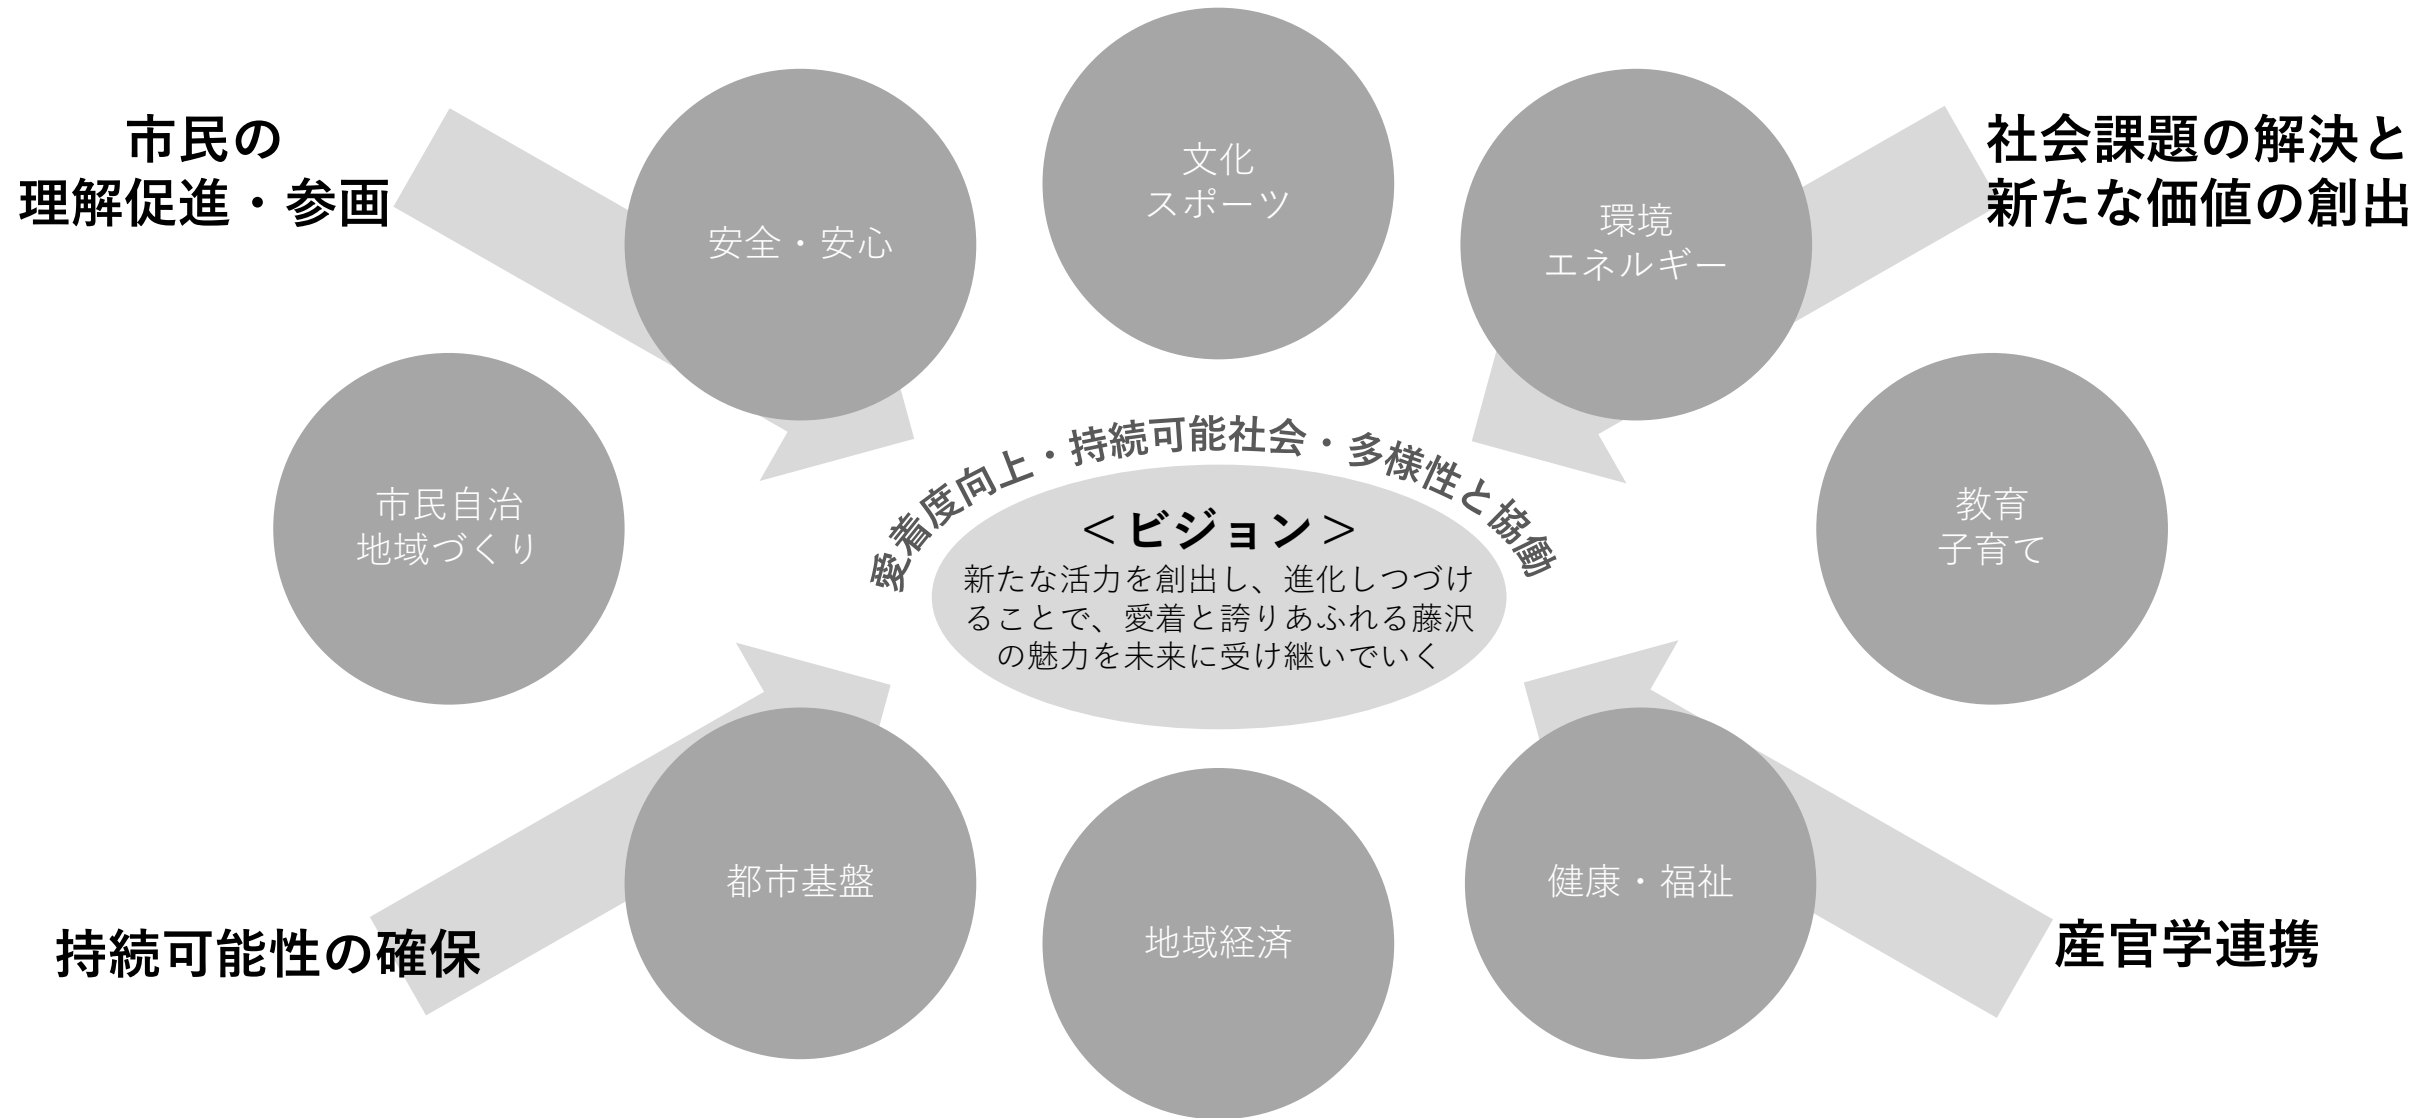 市民の
理解促進・参画
安全・安心
文化
スポーツ
環境
エネルギー
社会課題の解決と
新たな価値の創出
市民自治
地域づくり
愛着度向上・持続可能社会・多様性と協働
＜ビジョン＞
新たな活力を創出し、進化しつづけ
ることで、愛着と誇りあふれる藤沢
の魅力を未来に受け継いでいく
教育
子育て
持続可能性の確保
都市基盤
地域経済
健康・福祉
産官学連携